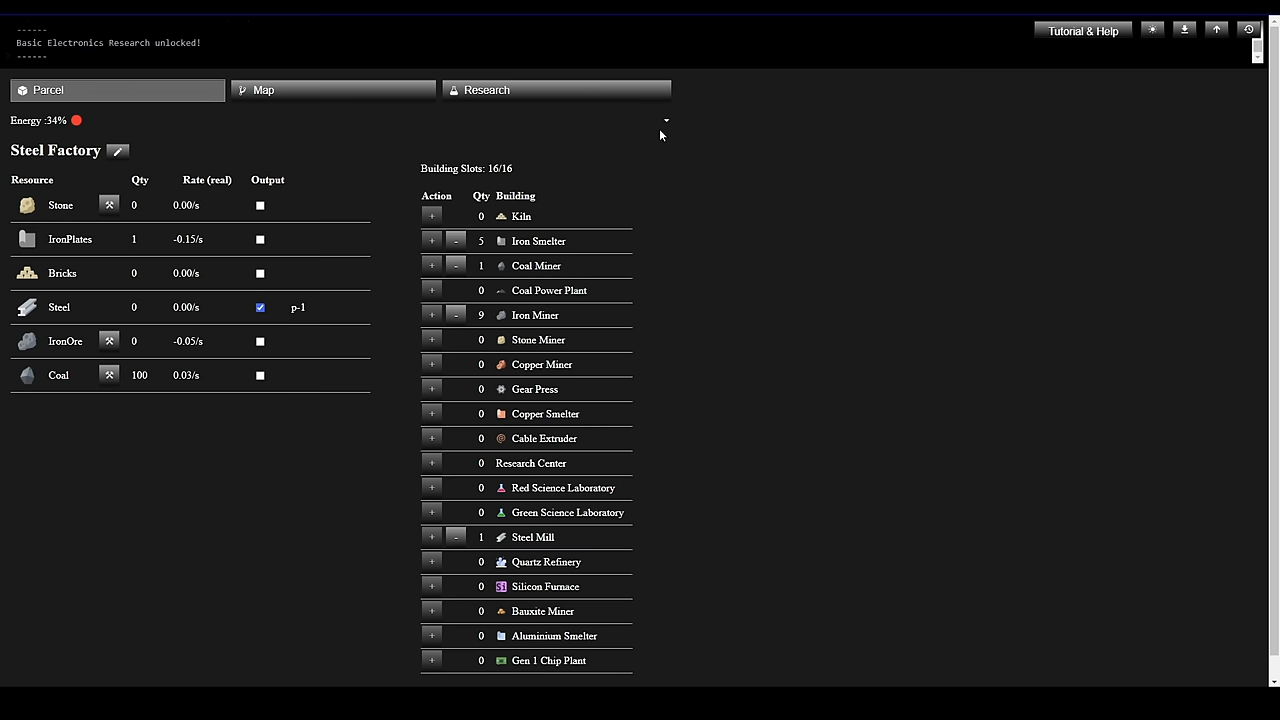 ------
Basic Electronics Research unlocked!
------
Tutorial & Help
Parcel
Map
Research
Energy :34%
Steel Factory
Building Slots: 16/16
Resource Qty Rate (real) Output
Stone 0 0.00/s
IronPlates 1 -0.15/s
Bricks 0 0.00/s
Steel 0 0.00/s p-1
IronOre 0 -0.05/s
Coal 100 0.03/s
Action Qty Building
+ 0 Kiln
+ - 5 Iron Smelter
+ - 1 Coal Miner
+ 0 Coal Power Plant
+ - 9 Iron Miner
+ 0 Stone Miner
+ 0 Copper Miner
+ 0 Gear Press
+ 0 Copper Smelter
+ 0 Cable Extruder
+ 0 Research Center
+ 0 Red Science Laboratory
+ 0 Green Science Laboratory
+ - 1 Steel Mill
+ 0 Quartz Refinery
+ 0 Si Silicon Furnace
+ 0 Bauxite Miner
+ 0 Aluminium Smelter
+ 0 Gen 1 Chip Plant